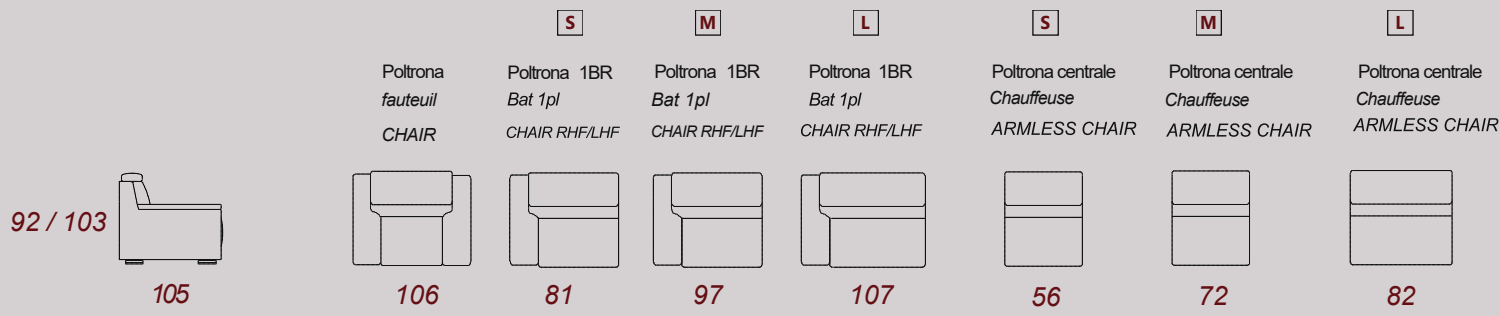 S M L S M L
Poltrona Poltrona 1BR Poltrona 1BR Poltrona 1BR Poltrona centrale Poltrona centrale Poltrona centrale
fauteuil Bat 1pl Bat 1pl Bat 1pl Chauffeuse Chauffeuse Chauffeuse
CHAIR CHAIR RHF/LHF CHAIR RHF/LHF CHAIR RHF/LHF ARMLESS CHAIR ARMLESS CHAIR ARMLESS CHAIR
92 / 103
105 106 81 97 107 56 72 82